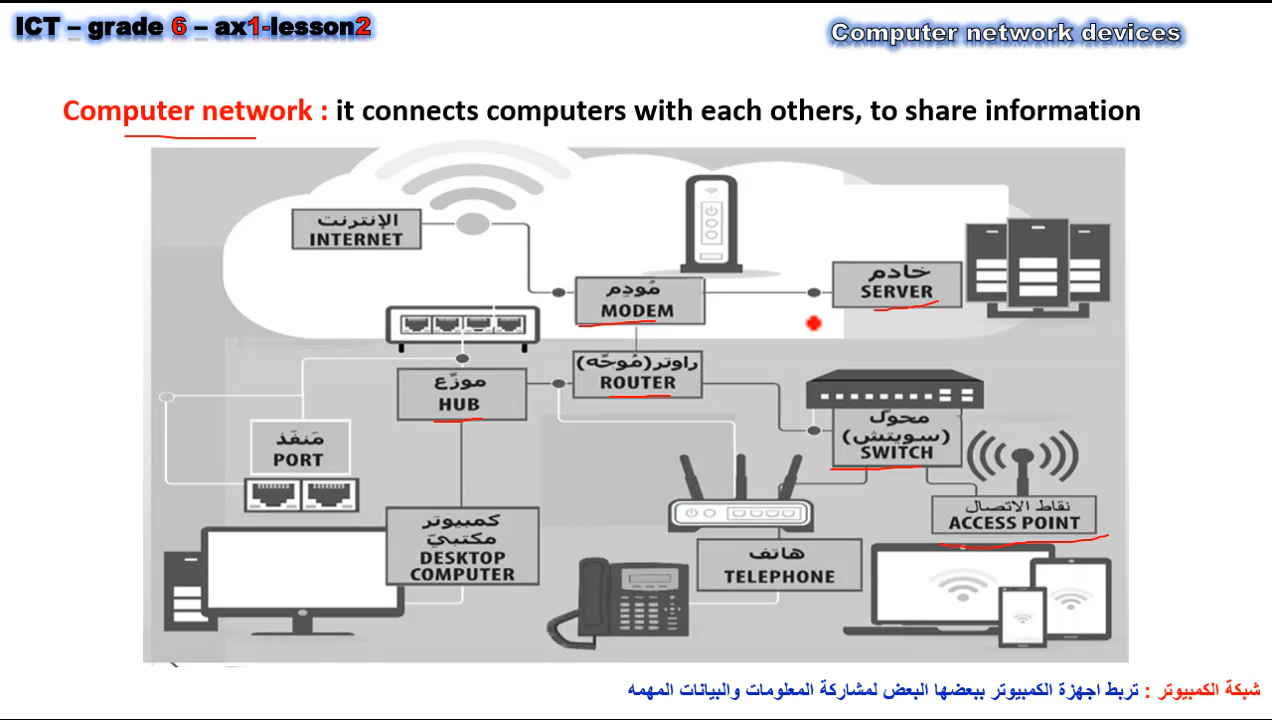 ICT – grade 6 – ax1-lesson2
Computer network devices
Computer network : it connects computers with each others, to share information
الإنترنت
INTERNET
مُودِم
MODEM
خادم
SERVER
موزّع
HUB
راوتر(مُوجّه)
ROUTER
محوّل
(سويتش)
SWITCH
مَنفَذ
PORT
نقاط الاتصال
ACCESS POINT
كمبيوتر
مكتبيّ
DESKTOP
COMPUTER
هاتف
TELEPHONE
شبكة الكمبيوتر : تربط اجهزة الكمبيوتر ببعضها البعض لمشاركة المعلومات والبيانات المهمه